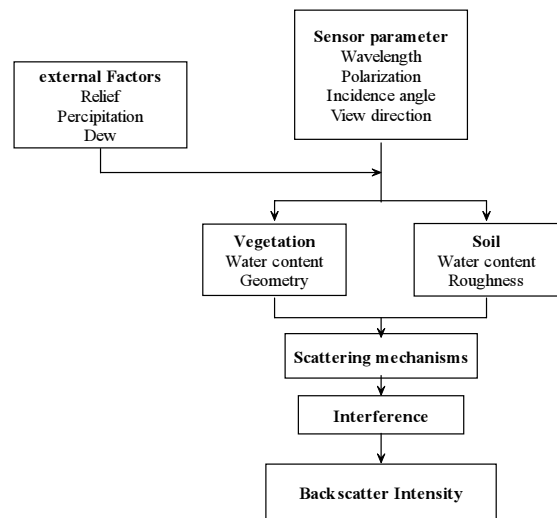 Sensor parameter
Wavelength
Polarization
Incidence angle
View direction
external Factors
Relief
Percipitation
Dew
Vegetation
Water content
Geometry
Soil
Water content
Roughness
Scattering mechanisms
Interference
Backscatter Intensity